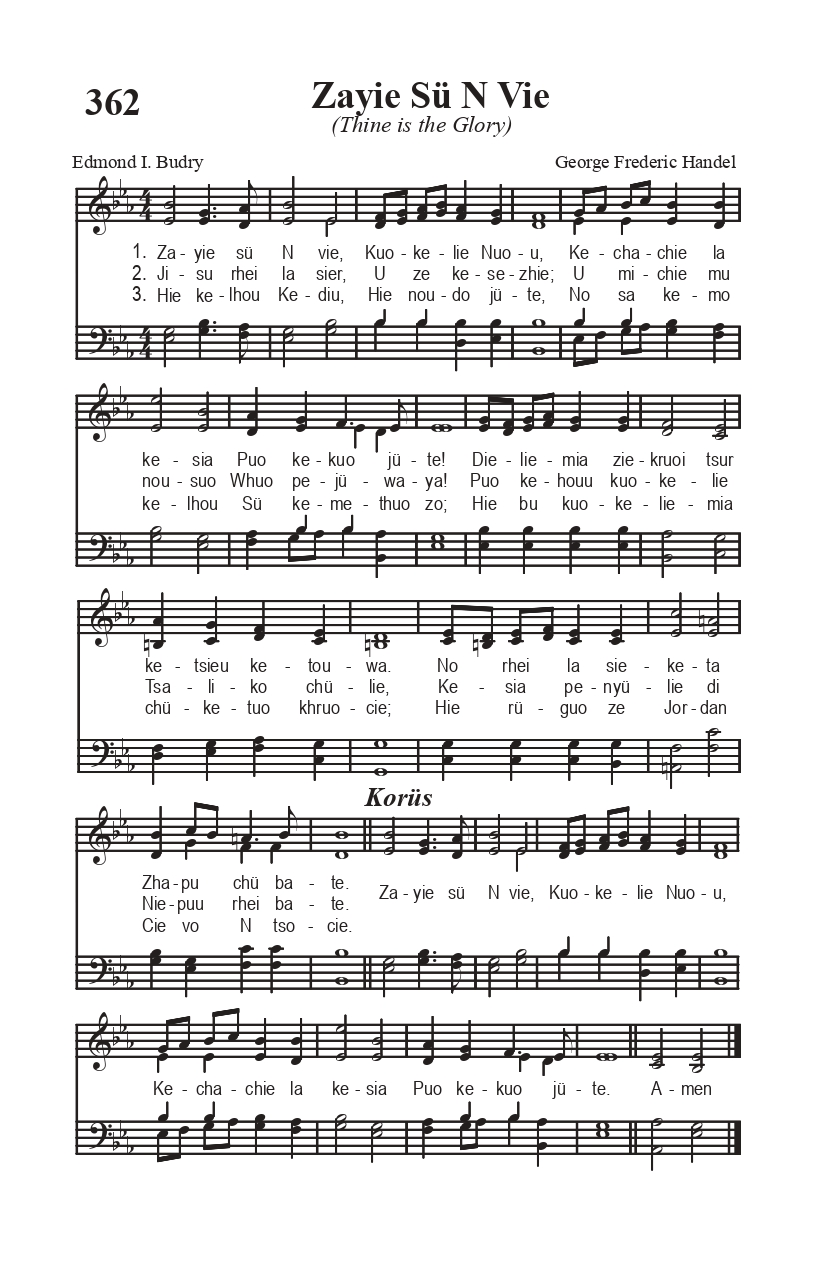 362
Zayie Sü N Vie
(Thine is the Glory)
Edmond I. Budry
George Frederic Handel
1. Za - yie sü N vie, Kuo - ke - lie Nuo - u, Ke - cha - chie la
2. Ji - su rhei la sier, U ze ke - se - zhie; U mi - chie mu
3. Hie ke - lhou Ke - diu, Hie nou - do jü - te, No sa ke - mo
ke - sia Puo ke - kuo jü - te! Die - lie - mia zie - kruoi tsur
nou - suo Whuo pe - jü - wa - ya! Puo ke - houu kuo - ke - lie
ke - lhou Sü ke - me - thuo zo; Hie bu kuo - ke - lie - mia
ke - tsieu ke - tou - wa. No rhei la sie - ke - ta
Tsa - li - ko chü - lie, Ke - sia pe - nyü - lie di
chü - ke - tuo khruo - cie; Hie rü - guo ze Jor - dan
Korüs
Zha - pu chü ba - te.
Nie - puu rhei ba - te.
Cie vo N tso - cie.
Za - yie sü N vie, Kuo - ke - lie Nuo - u,
Ke - cha - chie la ke - sia Puo ke - kuo jü - te. A - men